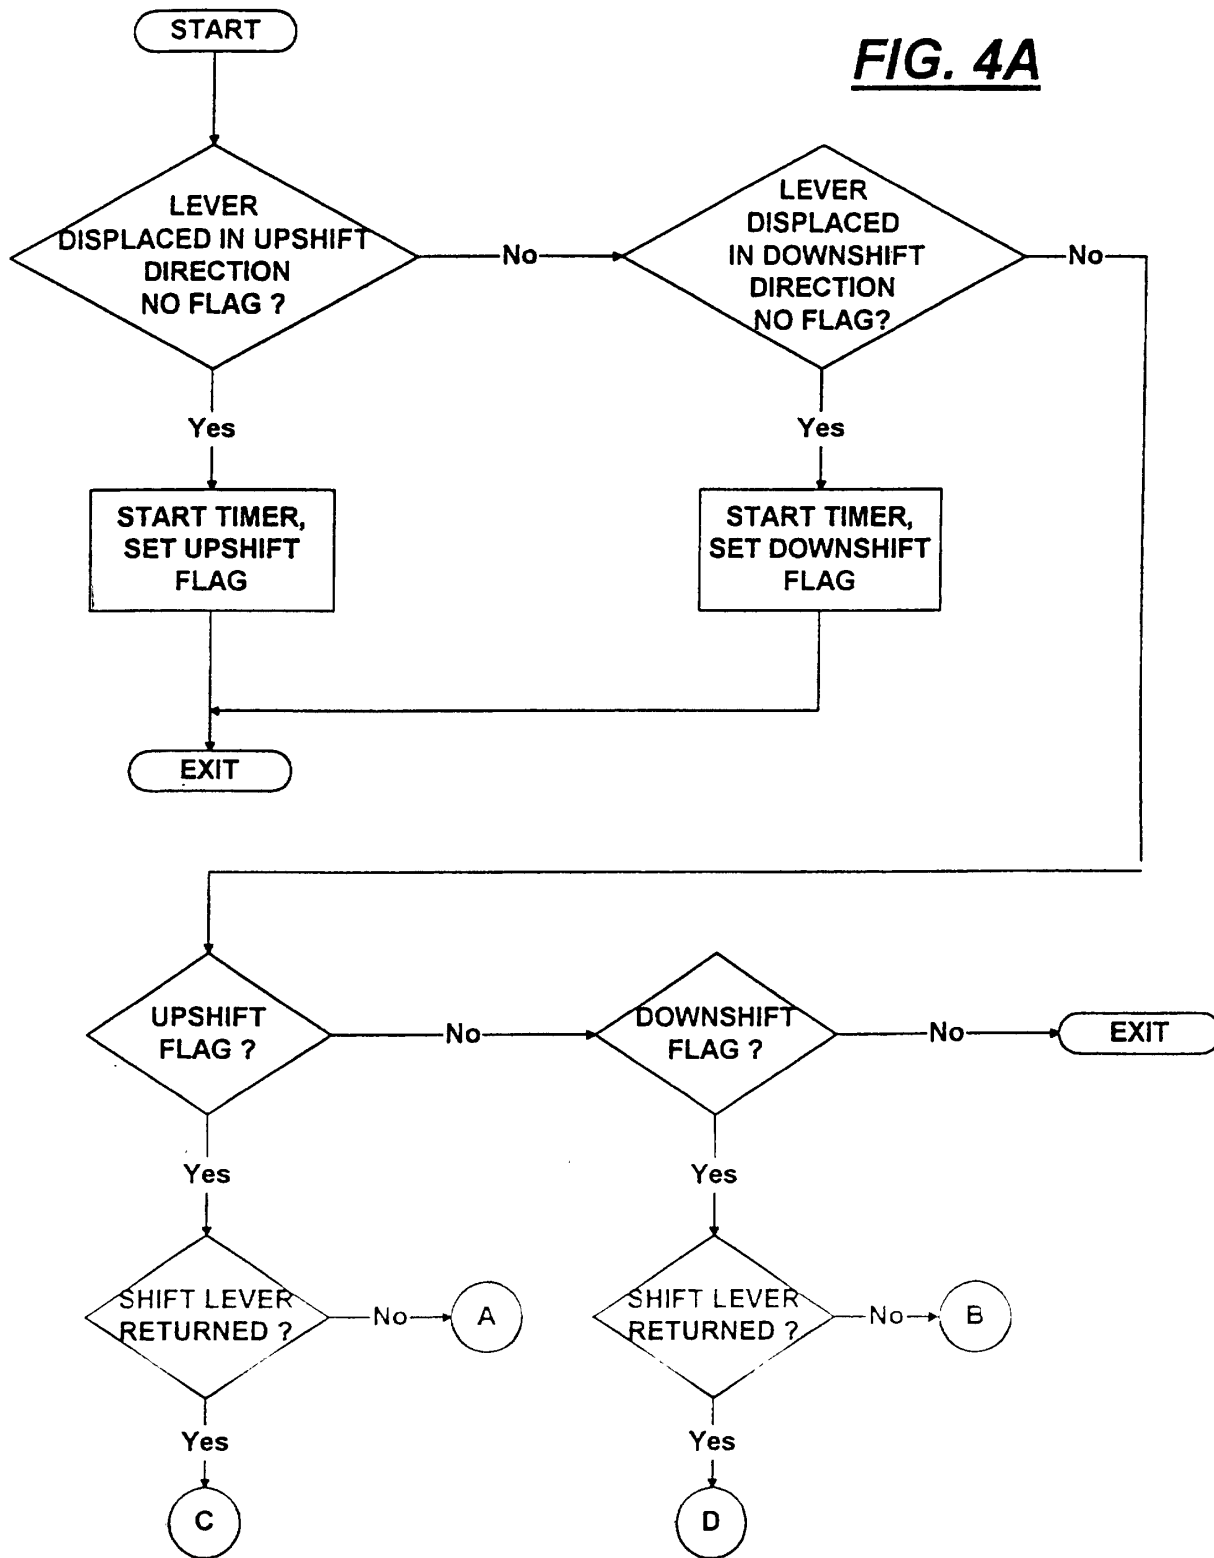 START
FIG. 4A
LEVER
DISPLACED IN UPSHIFT
DIRECTION
NO FLAG ?
No
LEVER
DISPLACED
IN DOWNSHIFT
DIRECTION
NO FLAG?
No
Yes
Yes
START TIMER,
SET UPSHIFT
FLAG
START TIMER,
SET DOWNSHIFT
FLAG
EXIT
UPSHIFT
FLAG ?
No
DOWNSHIFT
FLAG ?
No
EXIT
Yes
Yes
SHIFT LEVER
RETURNED ?
No
A
SHIFT LEVER
RETURNED ?
No
B
Yes
Yes
C
D